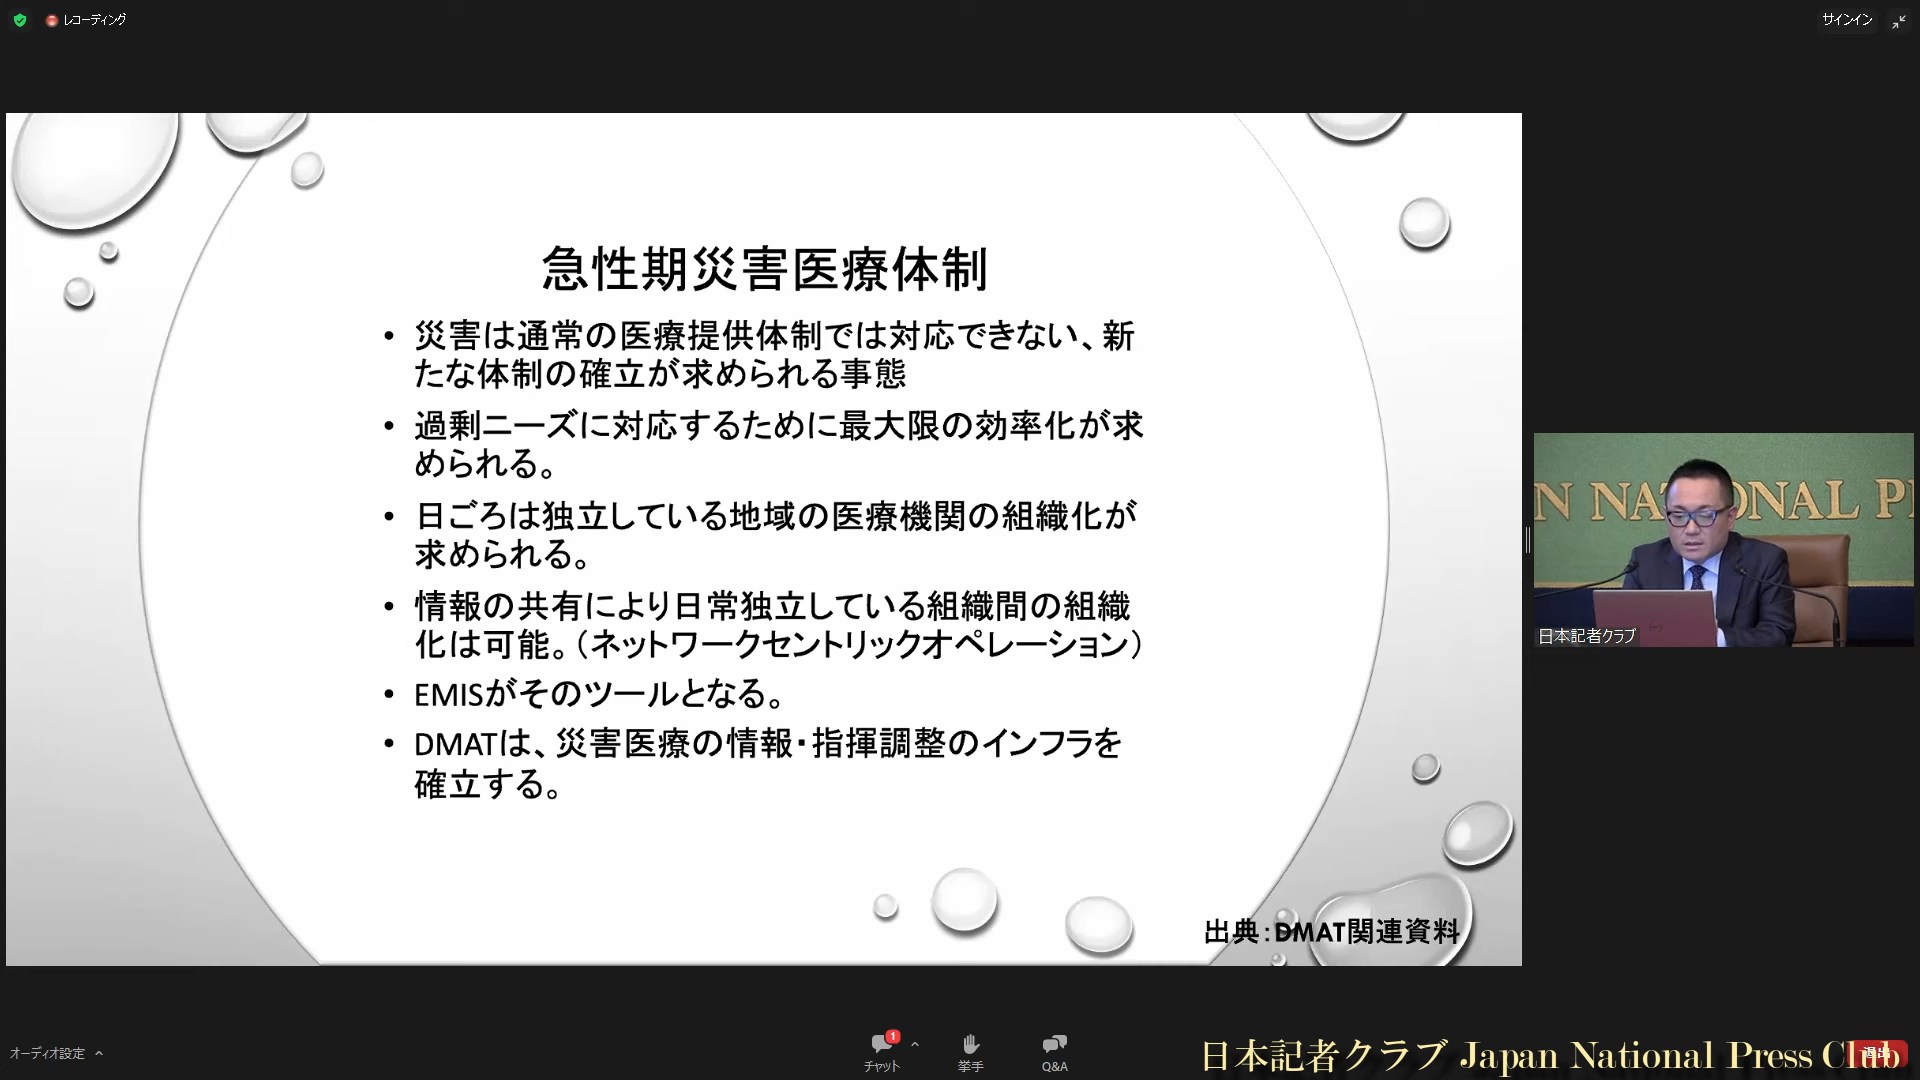 レコーディング
サインイン
急性期災害医療体制
• 災害は通常の医療提供体制では対応できない、新
たな体制の確立が求められる事態
• 過剰ニーズに対応するために最大限の効率化が求
められる。
• 日ごろは独立している地域の医療機関の組織化が
求められる。
• 情報の共有により日常独立している組織間の組織
化は可能。（ネットワークセントリックオペレーション）
• EMISがそのツールとなる。
• DMATは、災害医療の情報・指揮調整のインフラを
確立する。
出典：DMAT関連資料
N NATIONAL P
日本記者クラブ
オーディオ設定
1
チャット
挙手
Q&A
日本記者クラブ Japan National Press Club
退出